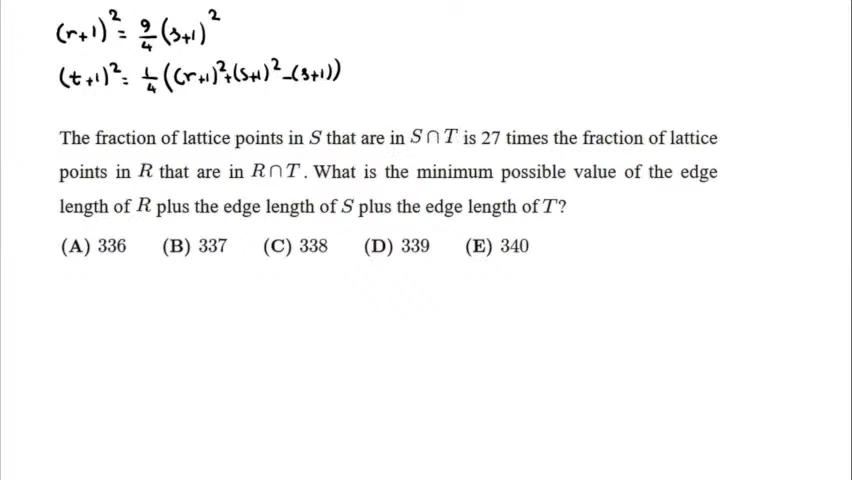 (r+1)² = 9/4 (s+1)²
(t+1)² = 1/4 ((r+1)² + (s+1)² - (s+1))
The fraction of lattice points in S that are in S ∩ T is 27 times the fraction of lattice
points in R that are in R ∩ T. What is the minimum possible value of the edge
length of R plus the edge length of S plus the edge length of T?
(A) 336 (B) 337 (C) 338 (D) 339 (E) 340